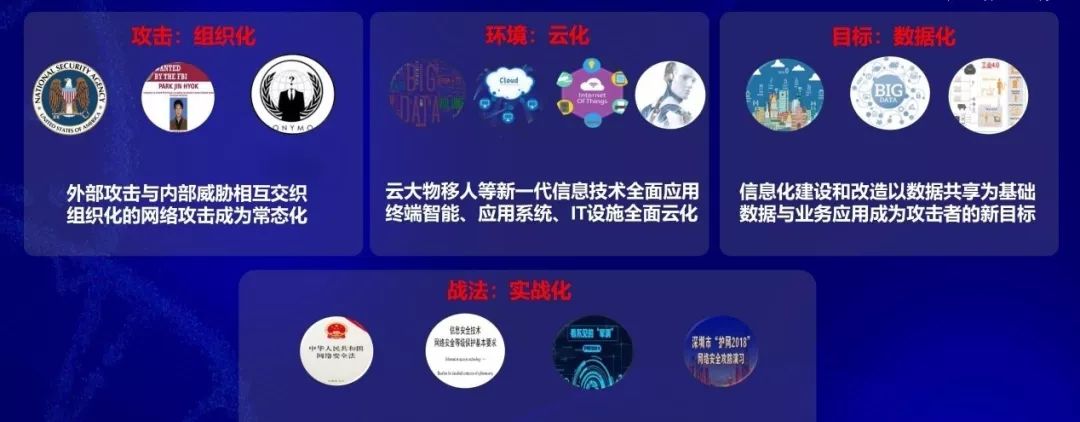 攻击：组织化
NATIONAL SECURITY AGENCY
UNITED STATES OF AMERICA
WANTED
BY THE FBI
PARK JIN HYOK
?
ONYMO
外部攻击与内部威胁相互交织
组织化的网络攻击成为常态化
环境：云化
BIG
DATA
Cloud
Internet
Of Things
云大物移人等新一代信息技术全面应用
终端智能、应用系统、IT设施全面云化
目标：数据化
BIG
DATA
工业4.0
信息化建设和改造以数据共享为基础
数据与业务应用成为攻击者的新目标
战法：实战化
中华人民共和国
网络安全法
信息安全技术
网络安全等级保护基本要求
看不见的“军演”
深圳市“护网2018”
网络安全攻防演习